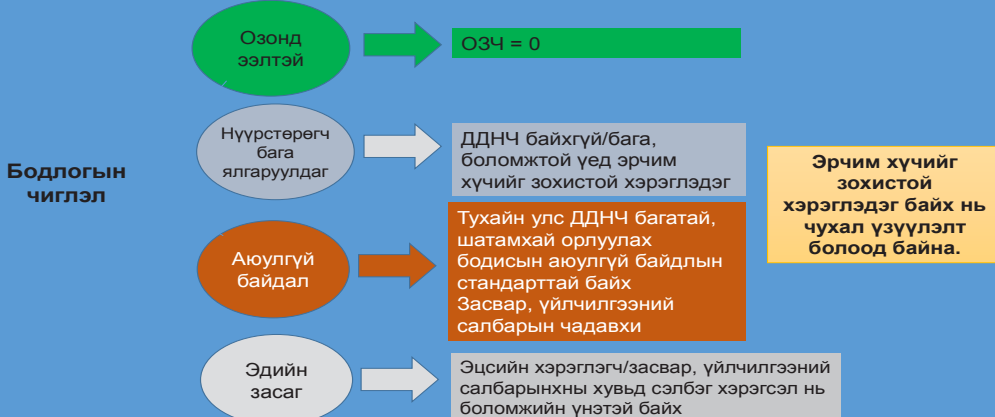 Бодлогын
чиглэл
Озонд
ээлтэй
ОЗЧ = 0
Нүүрстөрөгч
бага
ялгаруулдаг
ДДНЧ байхгүй/бага,
боломжтой үед эрчим
хүчийг зохистой хэрэглэдэг
Аюулгүй
байдал
Тухайн улс ДДНЧ багатай,
шатамхай орлуулах
бодисын аюулгүй байдлын
стандарттай байх
Засвар, үйлчилгээний
салбарын чадавхи
Эдийн
засаг
Эцсийн хэрэглэгч/засвар, үйлчилгээний
салбарынхны хувьд сэлбэг хэрэгсэл нь
боломжийн үнэтэй байх
Эрчим хүчийг
зохистой
хэрэглэдэг байх нь
чухал үзүүлэлт
болоод байна.